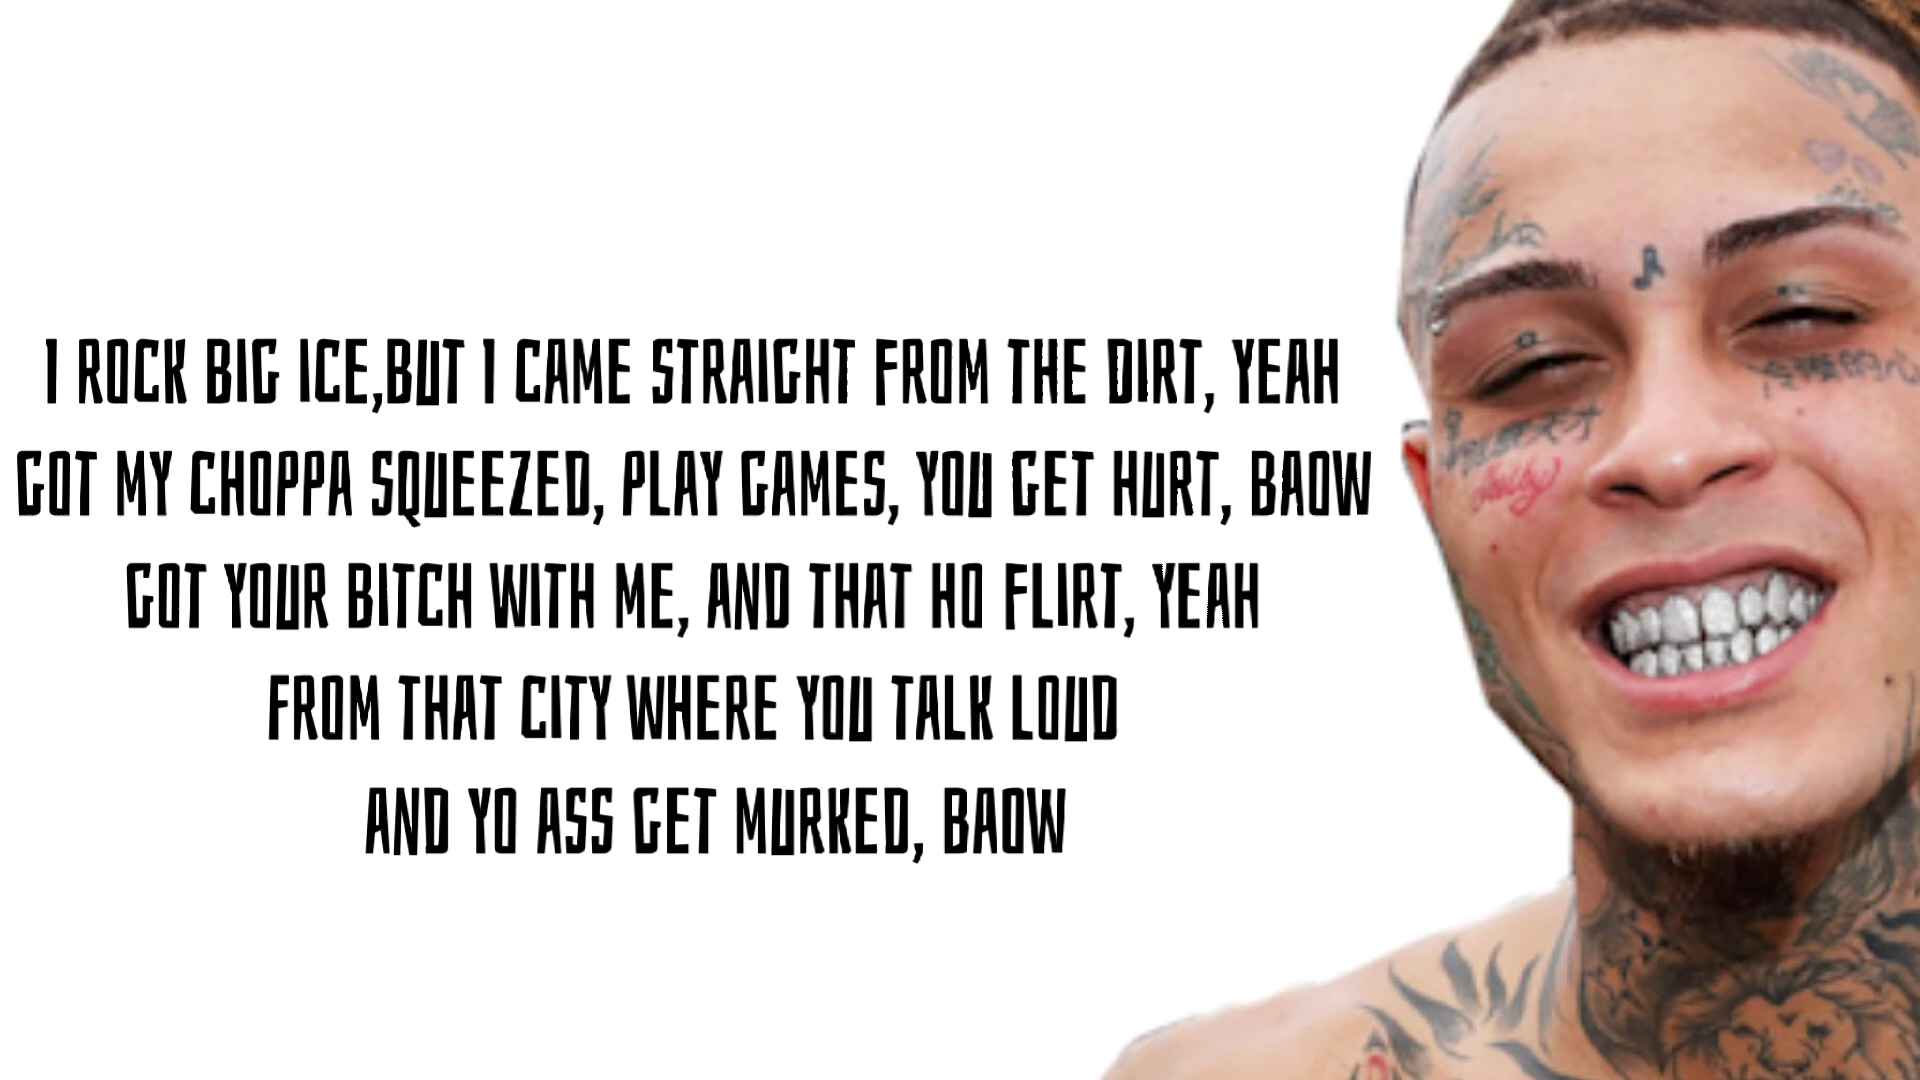 I ROCK BIG ICE,BUT I CAME STRAIGHT FROM THE DIRT, YEAH
GOT MY CHOPPA SQUEEZED, PLAY GAMES, YOU GET HURT, BAOW
GOT YOUR BITCH WITH ME, AND THAT HO FLIRT, YEAH
FROM THAT CITY WHERE YOU TALK LOUD
AND YO ASS GET MURKED, BAOW